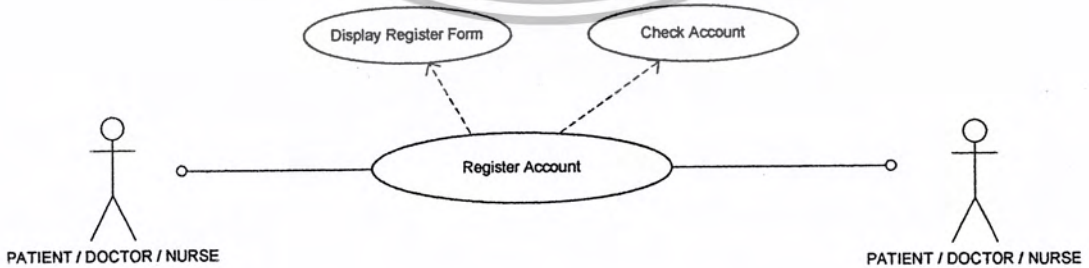 Display Register Form
Check Account
Register Account
PATIENT / DOCTOR / NURSE
PATIENT / DOCTOR / NURSE